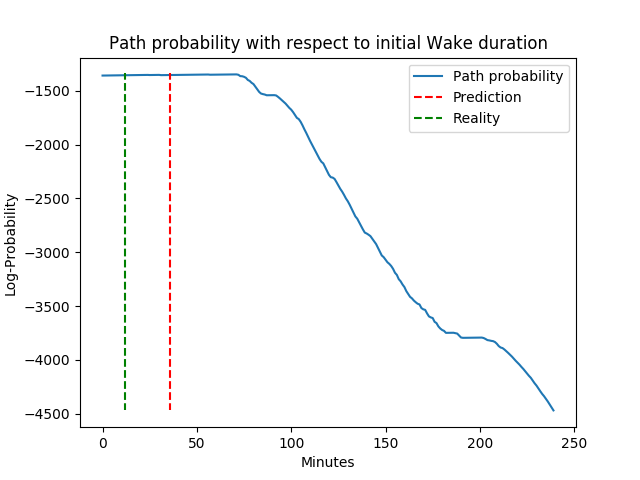 Path probability with respect to initial Wake duration
Path probability
Prediction
Reality
Log-Probability
−1500
−2000
−2500
−3000
−3500
−4000
−4500
0 50 100 150 200 250
Minutes